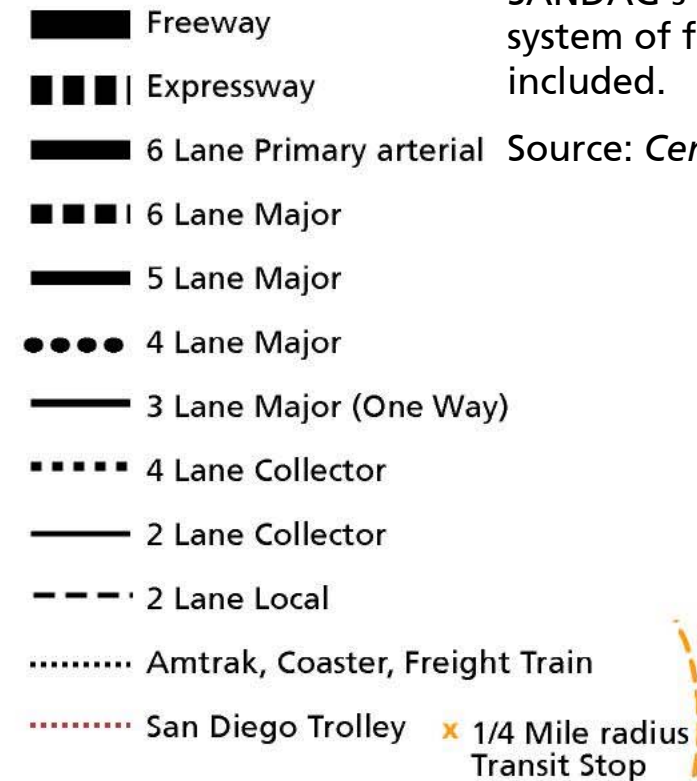 SANDAG's
system of f
included.
Source: Cer
Freeway
Expressway
6 Lane Primary arterial
6 Lane Major
5 Lane Major
4 Lane Major
3 Lane Major (One Way)
4 Lane Collector
2 Lane Collector
2 Lane Local
Amtrak, Coaster, Freight Train
San Diego Trolley
x 1/4 Mile radius
Transit Stop